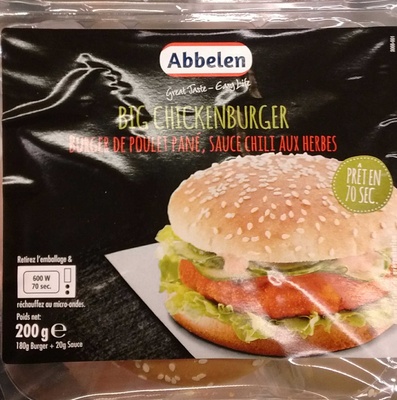 Abbelen
Great Taste – Easy Life
BIG CHICKENBURGER
BURGER DE POULET PANÉ, SAUCE CHILI AUX HERBES
PRÊT EN
70 SEC.
Retirez l'emballage &
600 W
70 sec.
réchauffez au micro-ondes.
Poids net:
200 g ℮
180g Burger + 20g Sauce